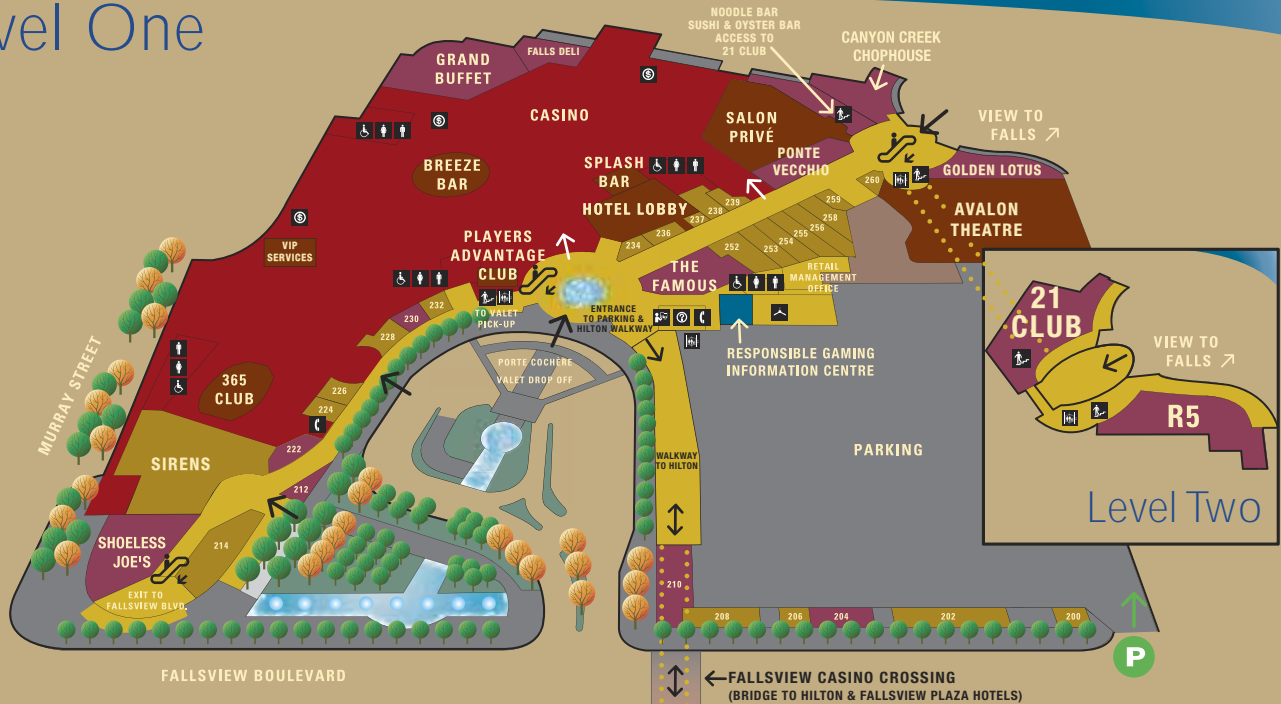 vel One
NOODLE BAR
SUSHI & OYSTER BAR
ACCESS TO
21 CLUB
CANYON CREEK
CHOPHOUSE
GRAND
BUFFET
FALLS DELI
CASINO
SALON
PRIVÉ
VIEW TO
FALLS
PONTE
VECCHIO
GOLDEN LOTUS
BREEZE
BAR
SPLASH
BAR
260
HOTEL LOBBY
239
238
237
236
234
259
258
256
255
254
253
252
AVALON
THEATRE
VIP
SERVICES
PLAYERS
ADVANTAGE
CLUB
THE
FAMOUS
RETAIL
MANAGEMENT
OFFICE
232
230
228
TO VALET
PICK-UP
ENTRANCE
TO PARKING &
HILTON WALKWAY
RESPONSIBLE GAMING
INFORMATION CENTRE
PORTE COCHÈRE
VALET DROP OFF
MURRAY STREET
365
CLUB
226
224
222
212
SIRENS
214
SHOELESS
JOE'S
EXIT TO
FALLSVIEW BLVD.
WALKWAY
TO HILTON
PARKING
21
CLUB
VIEW TO
FALLS
R5
Level Two
210
208
206
204
202
200
P
FALLSVIEW BOULEVARD
FALLSVIEW CASINO CROSSING
(BRIDGE TO HILTON & FALLSVIEW PLAZA HOTELS)